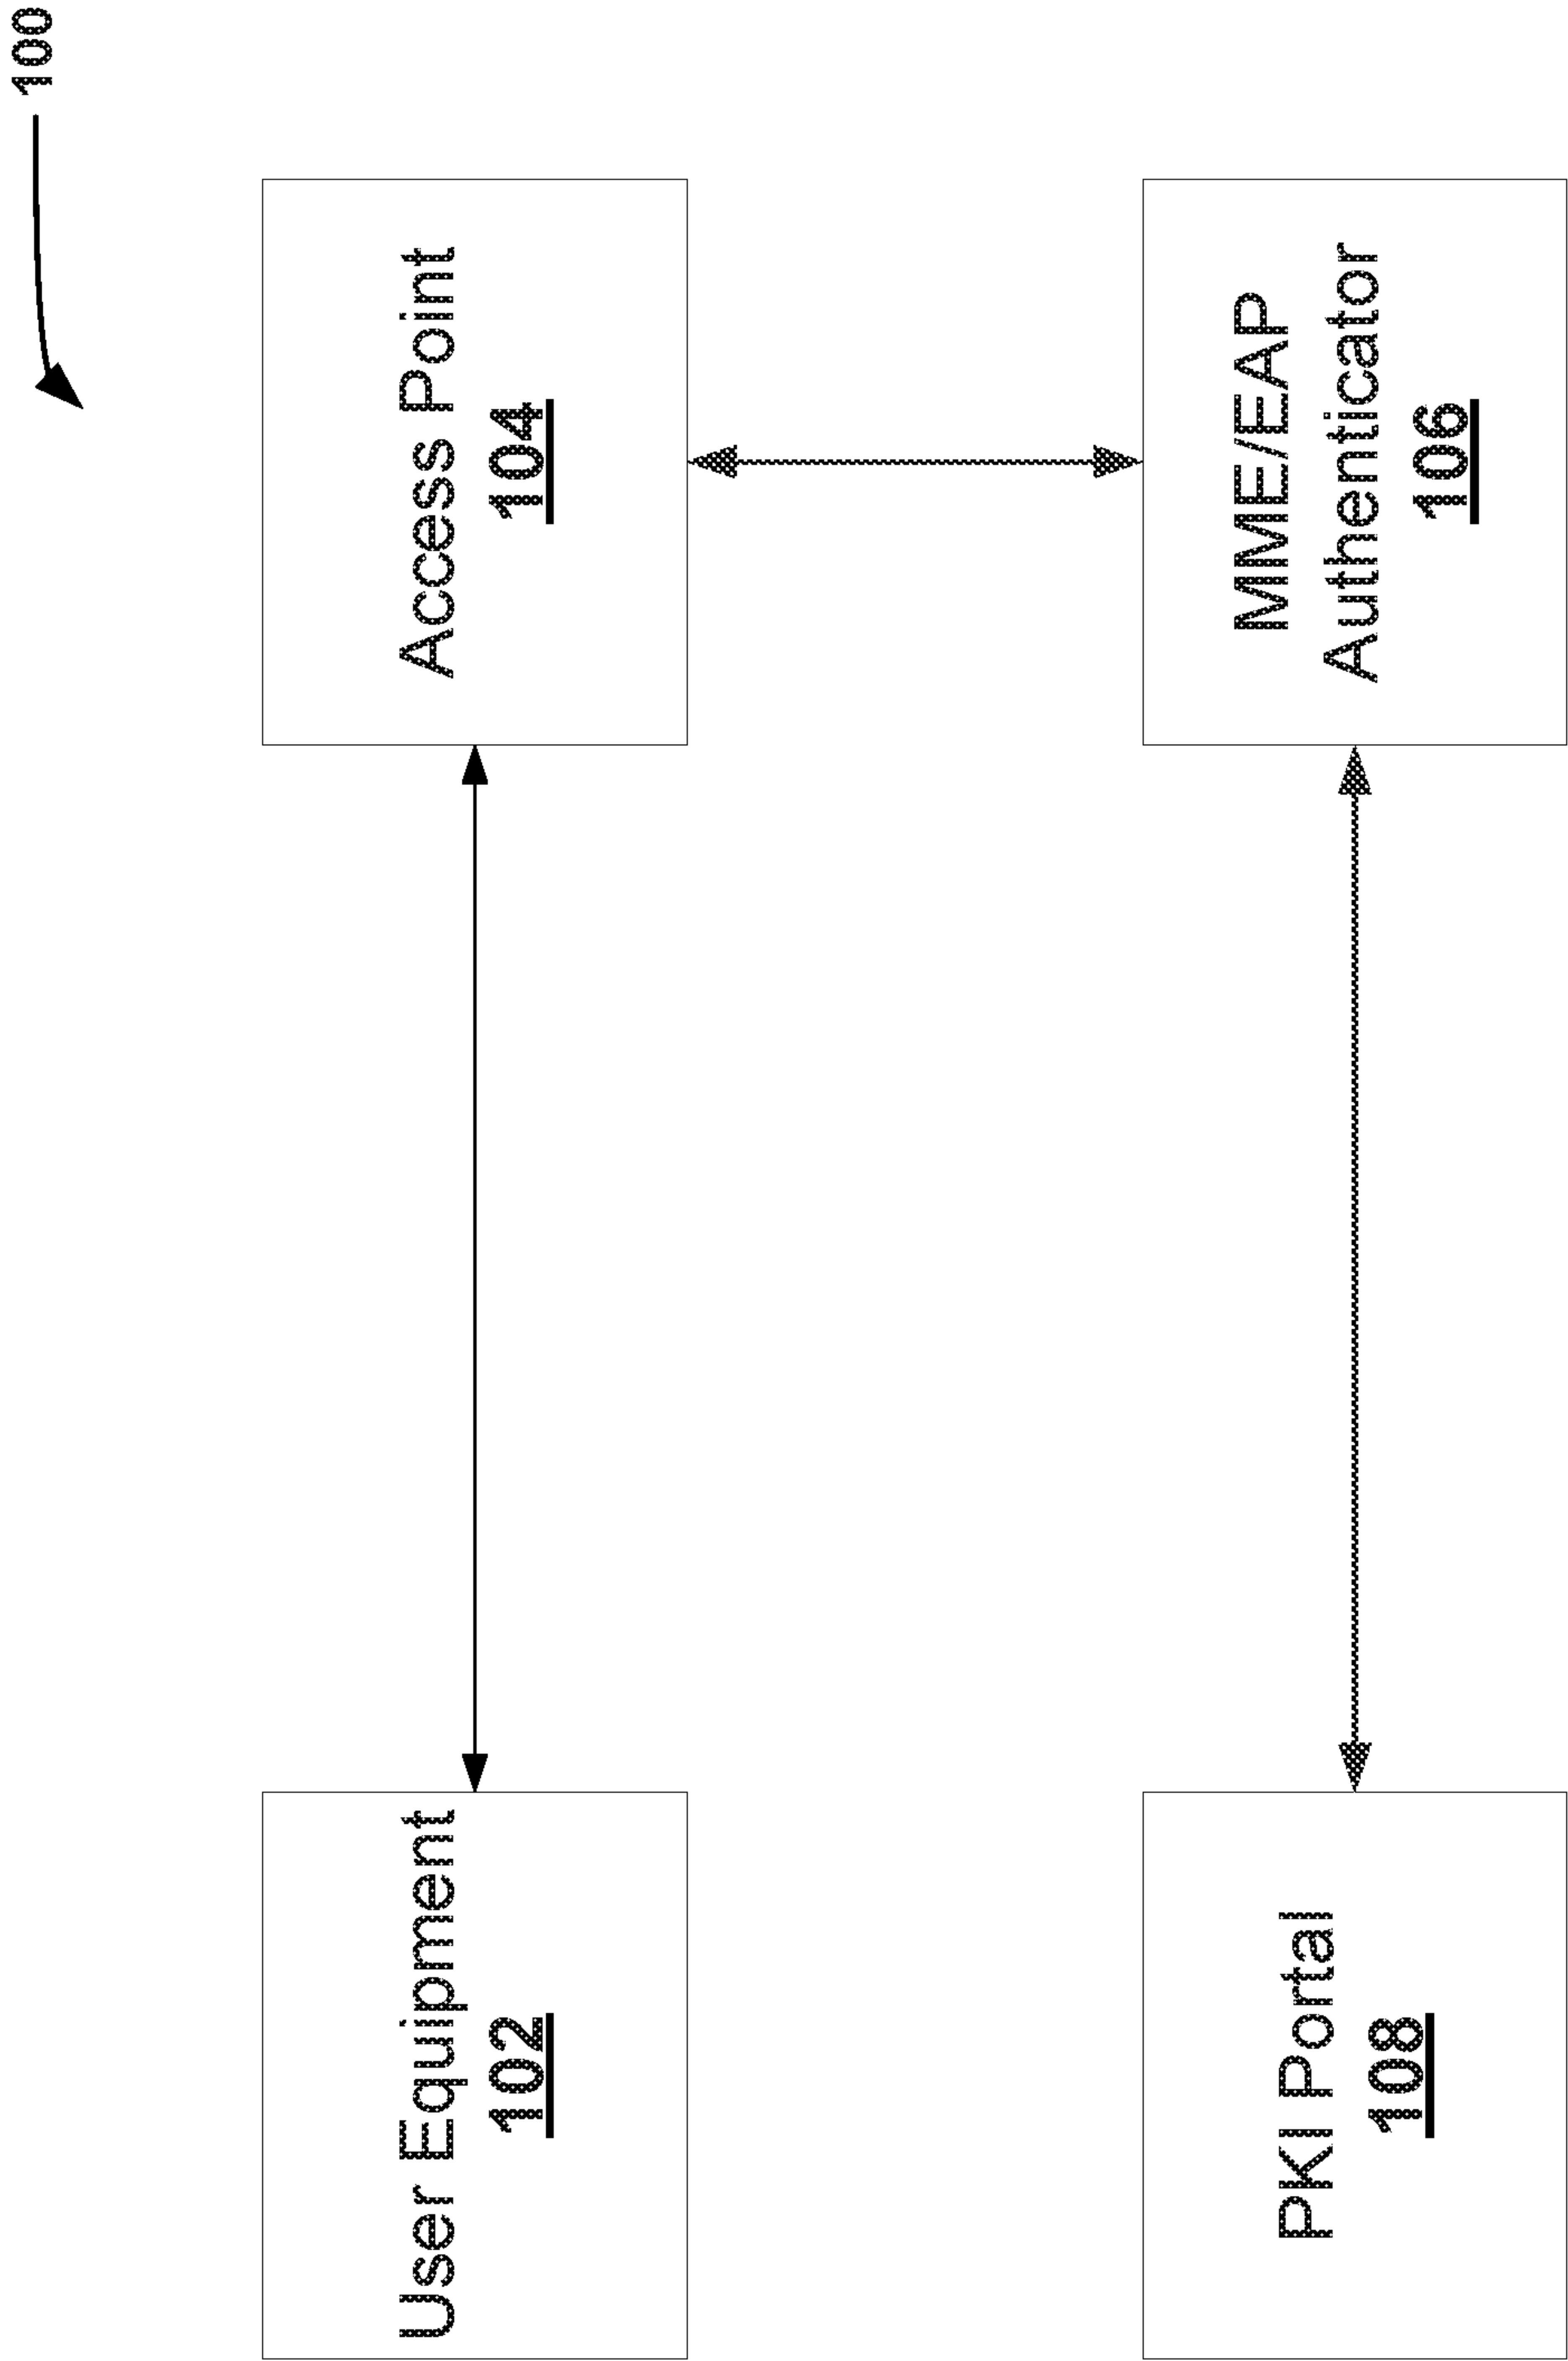 100
User Equipment
102
Access Point
104
PKI Portal
108
MME/EAP
Authenticator
106